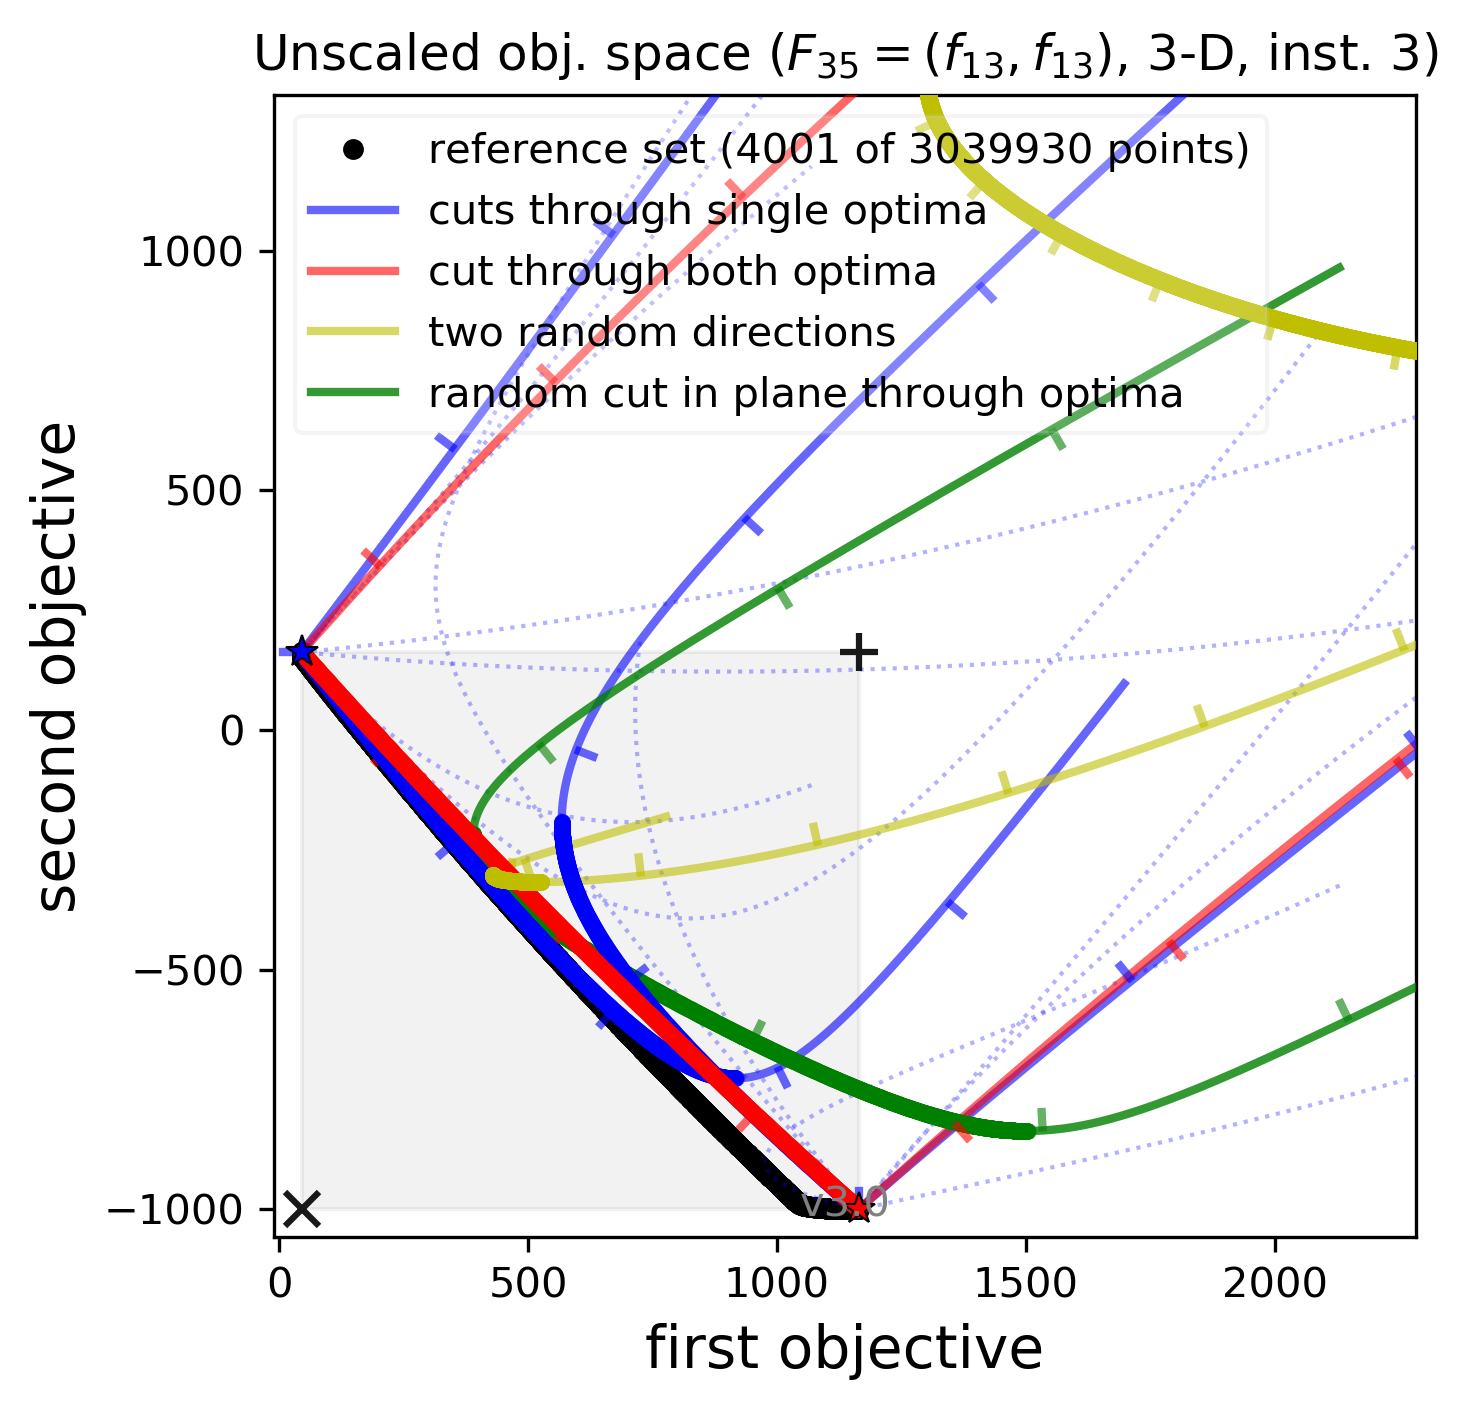 Unscaled obj. space (F₃₅ = (f₁₃, f₁₃), 3-D, inst. 3)
reference set (4001 of 3039930 points)
cuts through single optima
cut through both optima
two random directions
random cut in plane through optima
second objective
1000
500
0
−500
−1000
v3.0
0
500
1000
1500
2000
first objective